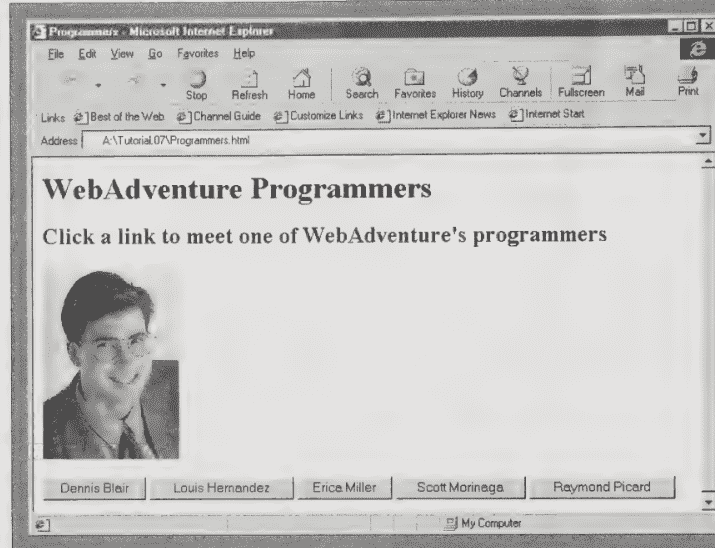 Programmers - Microsoft Internet Explorer
File Edit View Go Favorites Help
Stop Refresh Home Search Favorites History Channels Fullscreen Mail Print
Links Best of the Web Channel Guide Customize Links Internet Explorer News Internet Start
Address A:\Tutorial.07\Programmers.html
WebAdventure Programmers
Click a link to meet one of WebAdventure's programmers
Dennis Blair Louis Hernandez Erica Miller Scott Morinaga Raymond Picard
My Computer